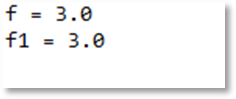 f = 3.0
f1 = 3.0